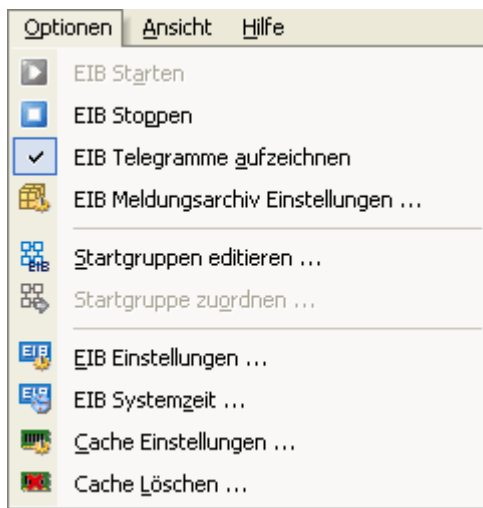 Optionen Ansicht Hilfe
EIB Starten
EIB Stoppen
EIB Telegramme aufzeichnen
EIB Meldungsarchiv Einstellungen ...
Startgruppen editieren ...
Startgruppe zuordnen ...
EIB Einstellungen ...
EIB Systemzeit ...
Cache Einstellungen ...
Cache Löschen ...